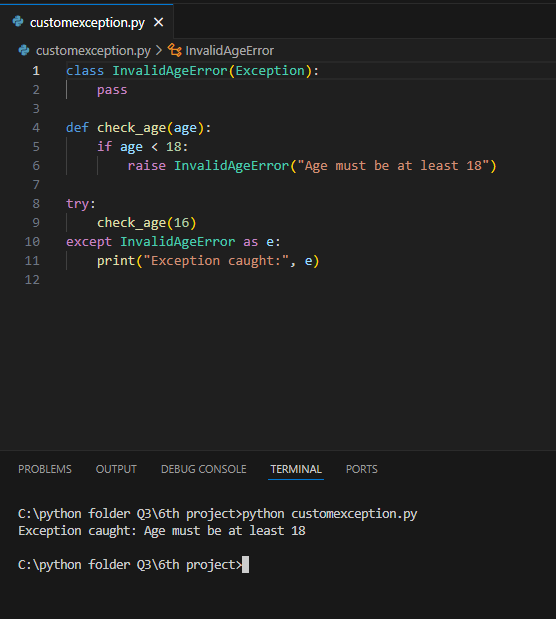 customexception.py
customexception.py > InvalidAgeError
1 class InvalidAgeError(Exception):
2     pass
3
4 def check_age(age):
5     if age < 18:
6         raise InvalidAgeError("Age must be at least 18")
7
8 try:
9     check_age(16)
10 except InvalidAgeError as e:
11     print("Exception caught:", e)
12
PROBLEMS OUTPUT DEBUG CONSOLE TERMINAL PORTS
C:\python folder Q3\6th project>python customexception.py
Exception caught: Age must be at least 18
C:\python folder Q3\6th project>